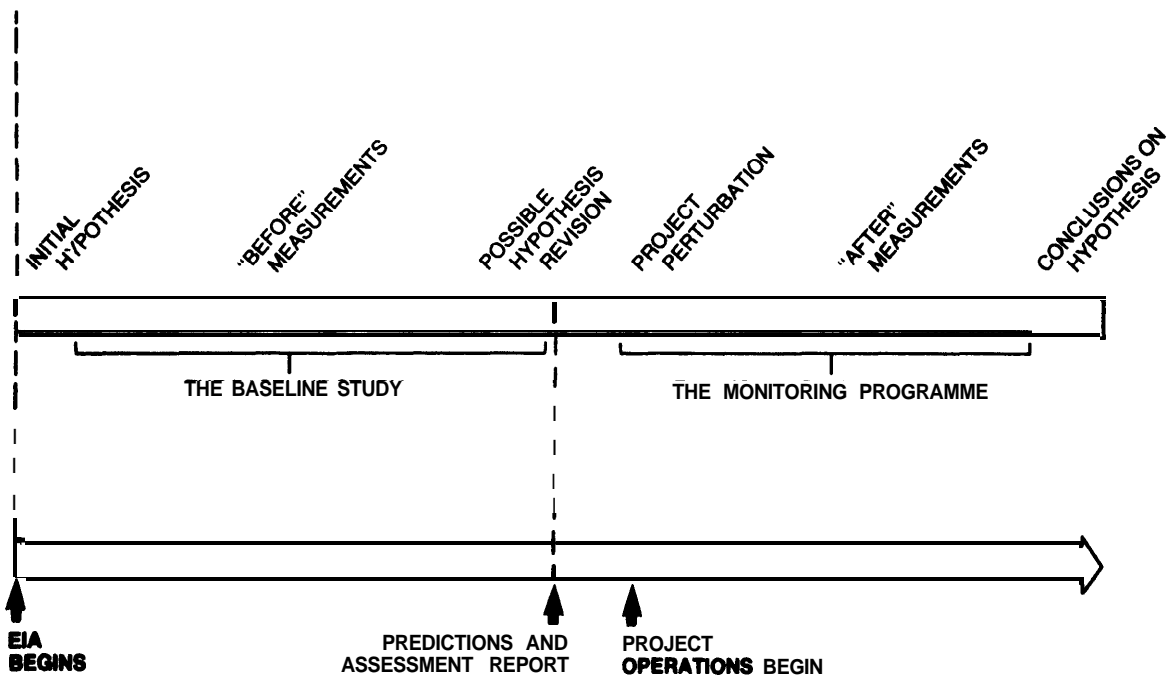 INITIAL
HYPOTHESIS
"BEFORE"
MEASUREMENTS
POSSIBLE
HYPOTHESIS
REVISION
PROJECT
PERTURBATION
"AFTER"
MEASUREMENTS
CONCLUSIONS ON
HYPOTHESIS
THE BASELINE STUDY
THE MONITORING PROGRAMME
EIA
BEGINS
PREDICTIONS AND
ASSESSMENT REPORT
PROJECT
OPERATIONS BEGIN